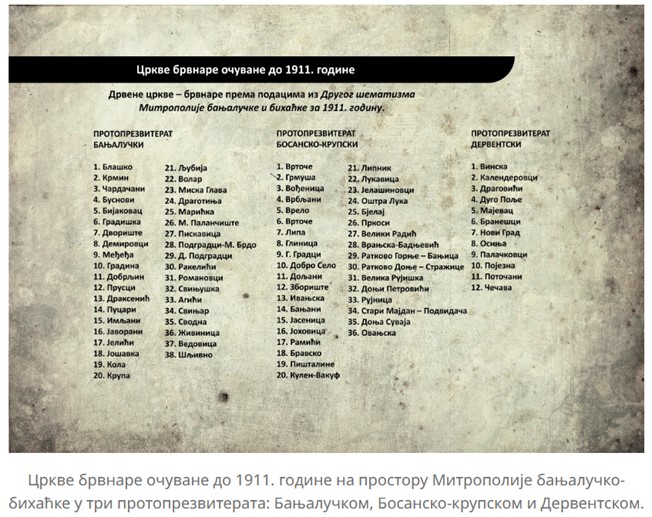 Цркве брвнаре очуване до 1911. године
Дрвене цркве – брвнаре према подацима из Другог шематизма
Митрополије бањалучке и бихаћке за 1911. годину.
ПРОТОПРЕЗВИТЕРАТ
БАЊАЛУЧКИ
1. Блашко
2. Крмин
3. Чардачани
4. Буснови
5. Бијаковац
6. Градишка
7. Двориште
8. Демировци
9. Међеђа
10. Градина
11. Добрљин
12. Прусци
13. Драксенић
14. Пуцари
15. Имљани
16. Јаворани
17. Јелићи
18. Јошавка
19. Кола
20. Крупа
21. Љубија
22. Волар
23. Миска Глава
24. Драготиња
25. Маричка
26. М. Паланчиште
27. Пискавица
28. Подградци-М. Брдо
29. Д. Подградци
30. Ракелићи
31. Романовци
32. Свињушка
33. Агићи
34. Свињар
35. Сводна
36. Живиница
37. Ведовица
38. Шљивно
ПРОТОПРЕЗВИТЕРАТ
БОСАНСКО-КРУПСКИ
1. Врточе
2. Грмуша
3. Вођеница
4. Врбљани
5. Врело
6. Врточе
7. Липа
8. Глиница
9. Г. Градци
10. Добро Село
11. Дољани
12. Збориште
13. Иванска
14. Бањани
15. Јасеница
16. Јоховица
17. Рамићи
18. Бравско
19. Пишталине
20. Кулен-Вакуф
21. Липник
22. Лукавица
23. Јелашиновци
24. Оштра Лука
25. Бјелај
26. Пркоси
27. Велики Радић
28. Врањска-Бадњевић
29. Ратково Горње – Бањица
30. Ратково Доње – Стражице
31. Велика Рујишка
32. Доњи Петровићи
33. Рујница
34. Стари Мајдан – Подвидача
35. Доња Суваја
36. Овањска
ПРОТОПРЕЗВИТЕРАТ
ДЕРВЕНТСКИ
1. Винска
2. Календеровци
3. Драговићи
4. Дуго Поље
5. Мајевац
6. Бранешци
7. Нови Град
8. Осиња
9. Палачковци
10. Појезна
11. Поточани
12. Чечава
Цркве брвнаре очуване до 1911. године на простору Митрополије бањалучко-
бихаћке у три протопрезвитерата: Бањалучком, Босанско-крупском и Дервентском.